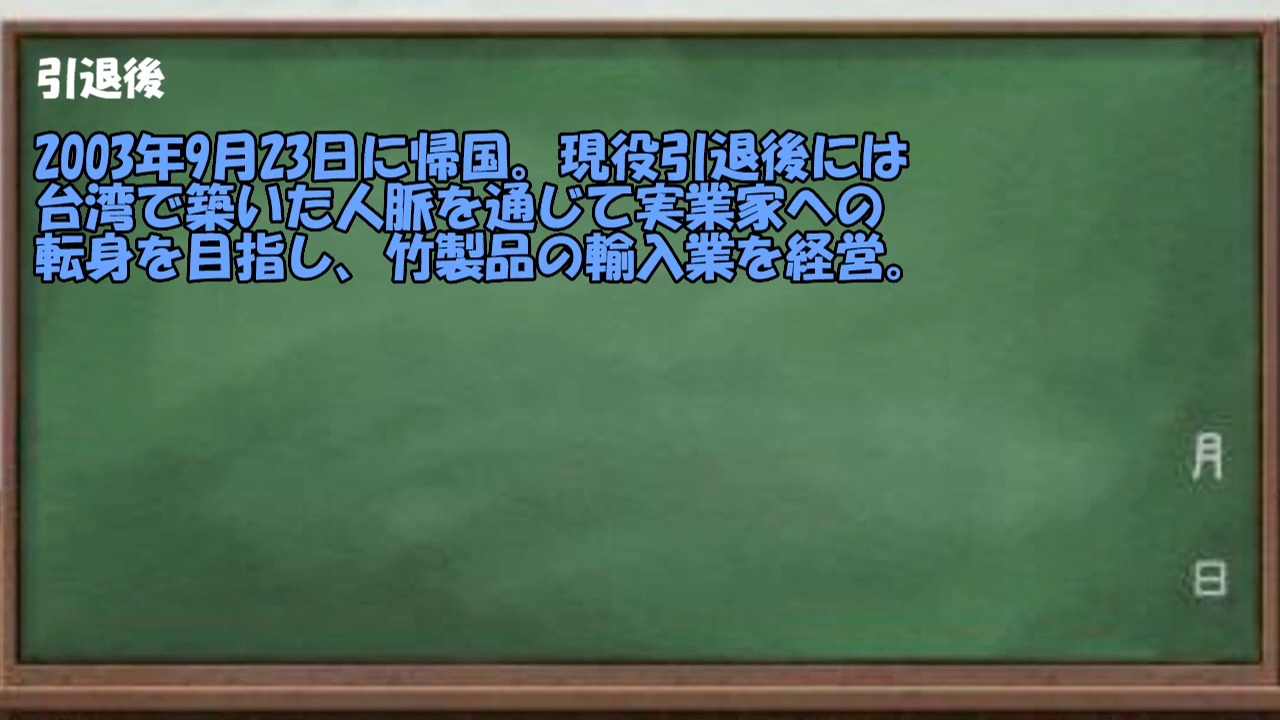 引退後
2003年9月23日に帰国。現役引退後には
台湾で築いた人脈を通じて実業家への
転身を目指し、竹製品の輸入業を経営。
月
日